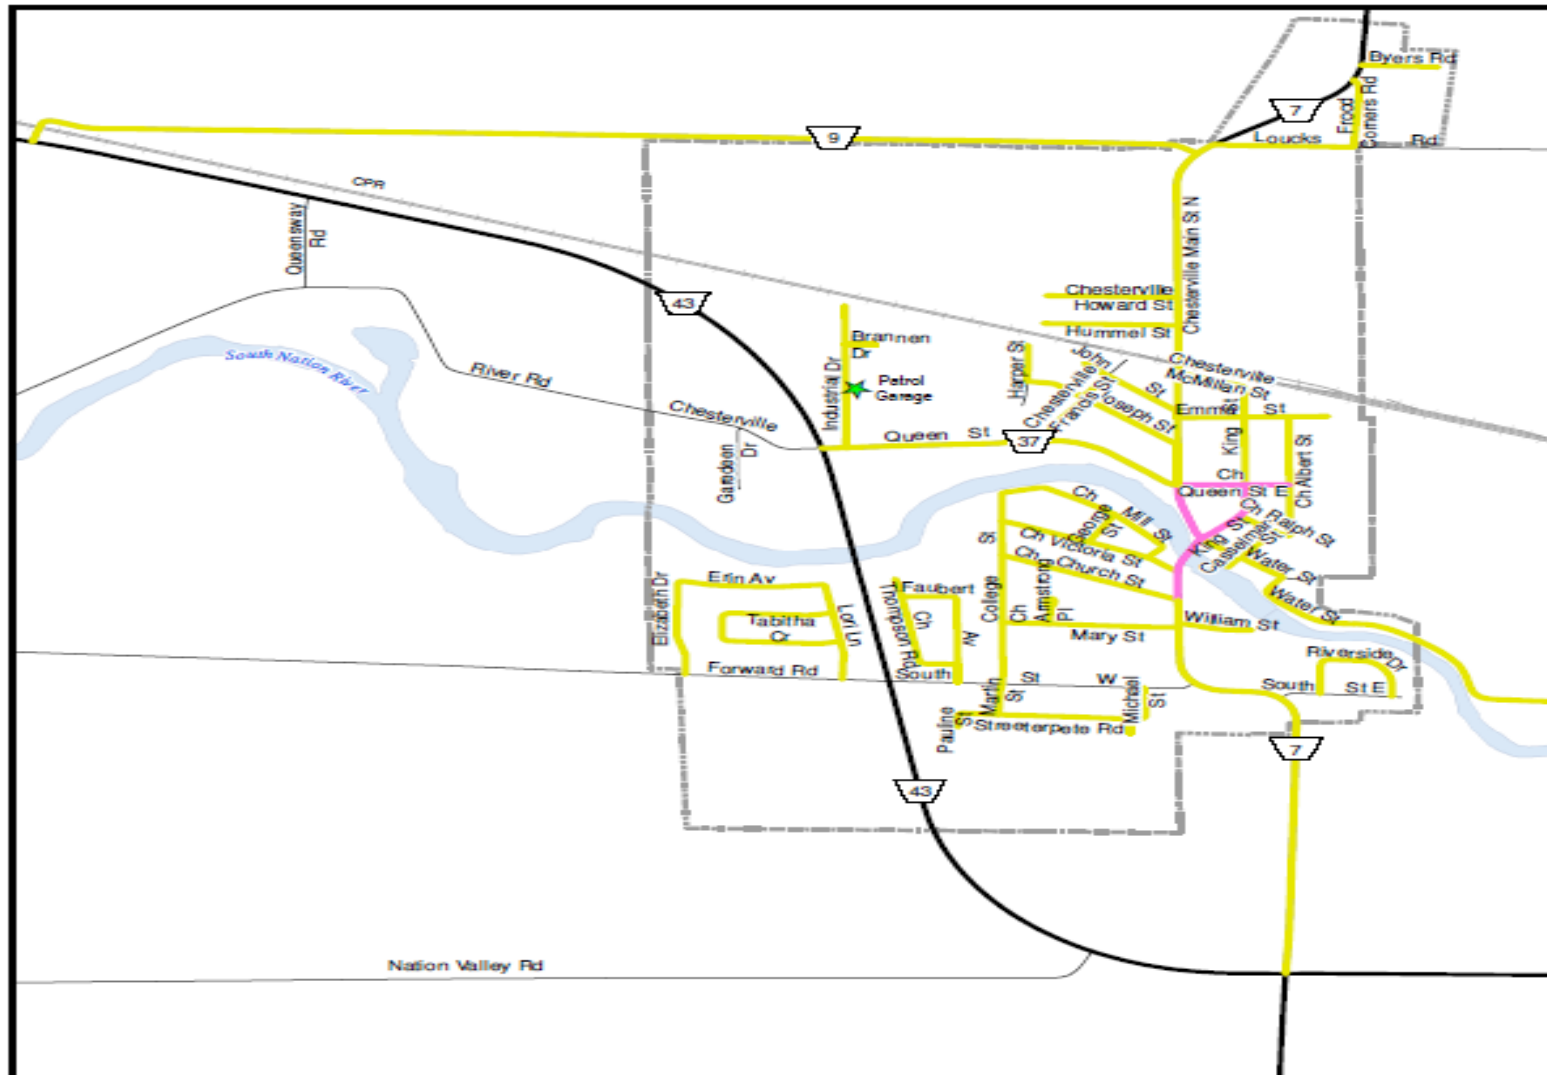 Byers Rd
7
Frood
Corners Rd
Loucks
Rd
9
CPR
Queensway
Rd
Chesterville Main St N
43
Chesterville
Howard St
Hummel St
Brannen
Dr
Industrial Dr
Patrol
Garage
South Nation River
River Rd
Chesterville
Gardeen
Dr
Harper St
John
St
Chesterville
Francis St
Joseph St
Chesterville
McMillan St
Emma St
King St
Queen St
37
Ch
Queen St E
Ch Albert St
Ch Ralph St
King St
Casselman
St
Water St
Water St
Ch
Mill St
George
St
Ch Victoria St
Ch Church St
College
St
Ch
Armstrong
Pl
Mary St
William St
Elizabeth Dr
Erin Av
Tabitha
Cr
Lori Ln
Forward Rd
Faubert
Av
Ch
Thompson Rd
South
St
W
Riverside Dr
South
St E
Martin
St
Michael
St
Pauline
St
Streeterpete Rd
7
43
Nation Valley Rd